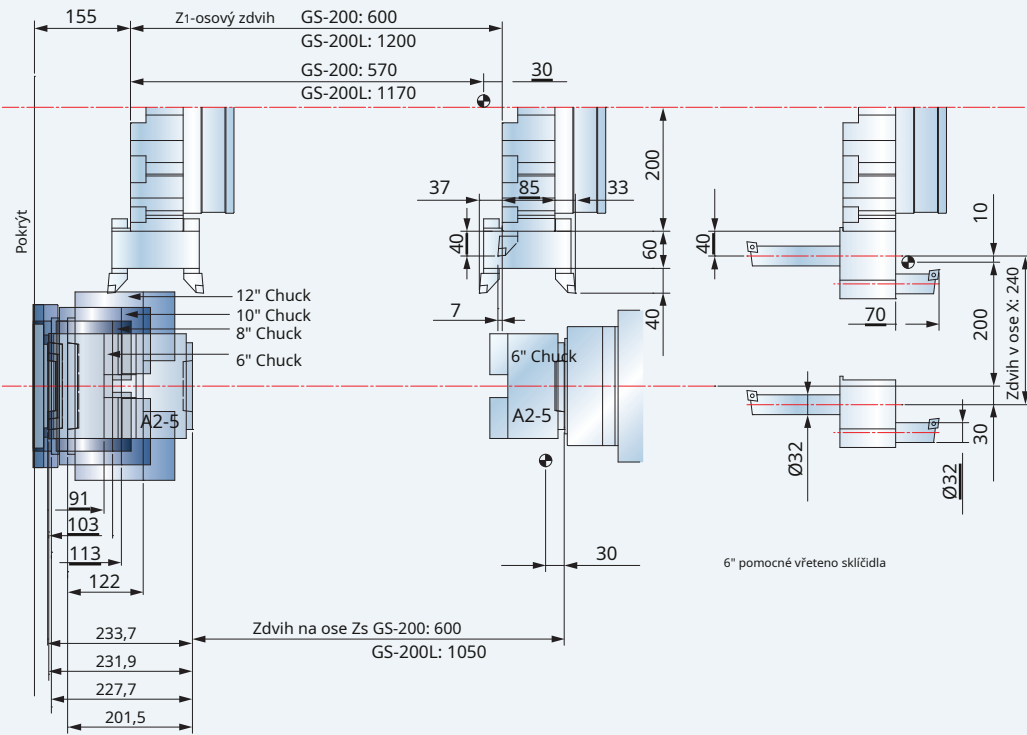 155
Z1-osový zdvih
GS-200: 600
GS-200L: 1200
GS-200: 570
GS-200L: 1170
30
Pokrýt
37
85
33
200
40
60
40
7
40
10
70
200
Zdvih v ose X: 240
30
12" Chuck
10" Chuck
8" Chuck
6" Chuck
A2-5
6" Chuck
A2-5
Ø32
Ø32
91
103
113
122
30
6" pomocné vřeteno sklíčidla
233,7
Zdvih na ose Zs GS-200: 600
GS-200L: 1050
231,9
227,7
201,5